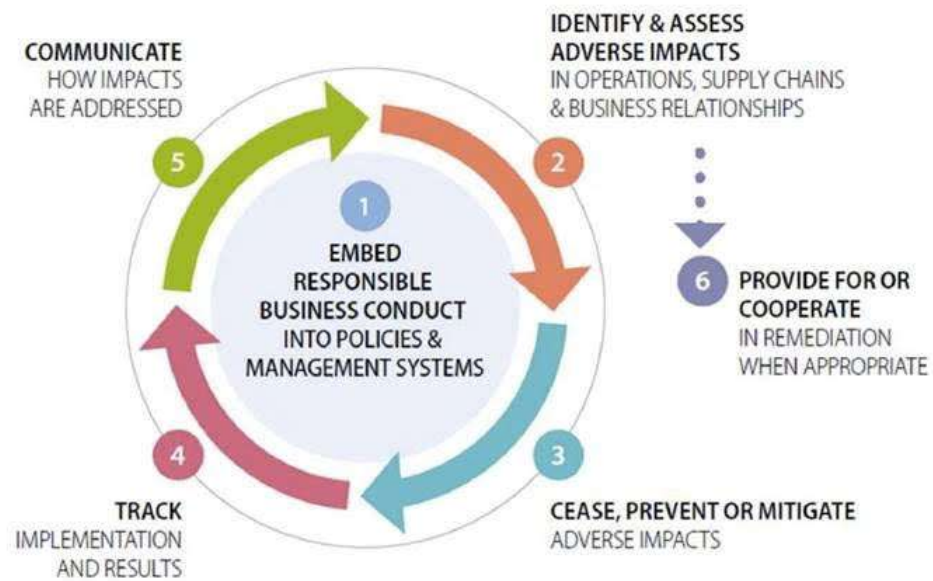 COMMUNICATE
HOW IMPACTS
ARE ADDRESSED
5
IDENTIFY & ASSESS
ADVERSE IMPACTS
IN OPERATIONS, SUPPLY CHAINS
& BUSINESS RELATIONSHIPS
2
1
EMBED
RESPONSIBLE
BUSINESS CONDUCT
INTO POLICIES &
MANAGEMENT SYSTEMS
6
PROVIDE FOR OR
COOPERATE
IN REMEDIATION
WHEN APPROPRIATE
4
TRACK
IMPLEMENTATION
AND RESULTS
3
CEASE, PREVENT OR MITIGATE
ADVERSE IMPACTS